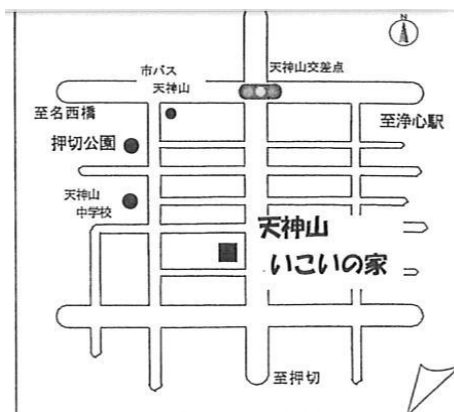 N
市バス
天神山
天神山交差点
至名西橋
至浄心駅
押切公園
天神山
中学校
天神山
いこいの家
至押切